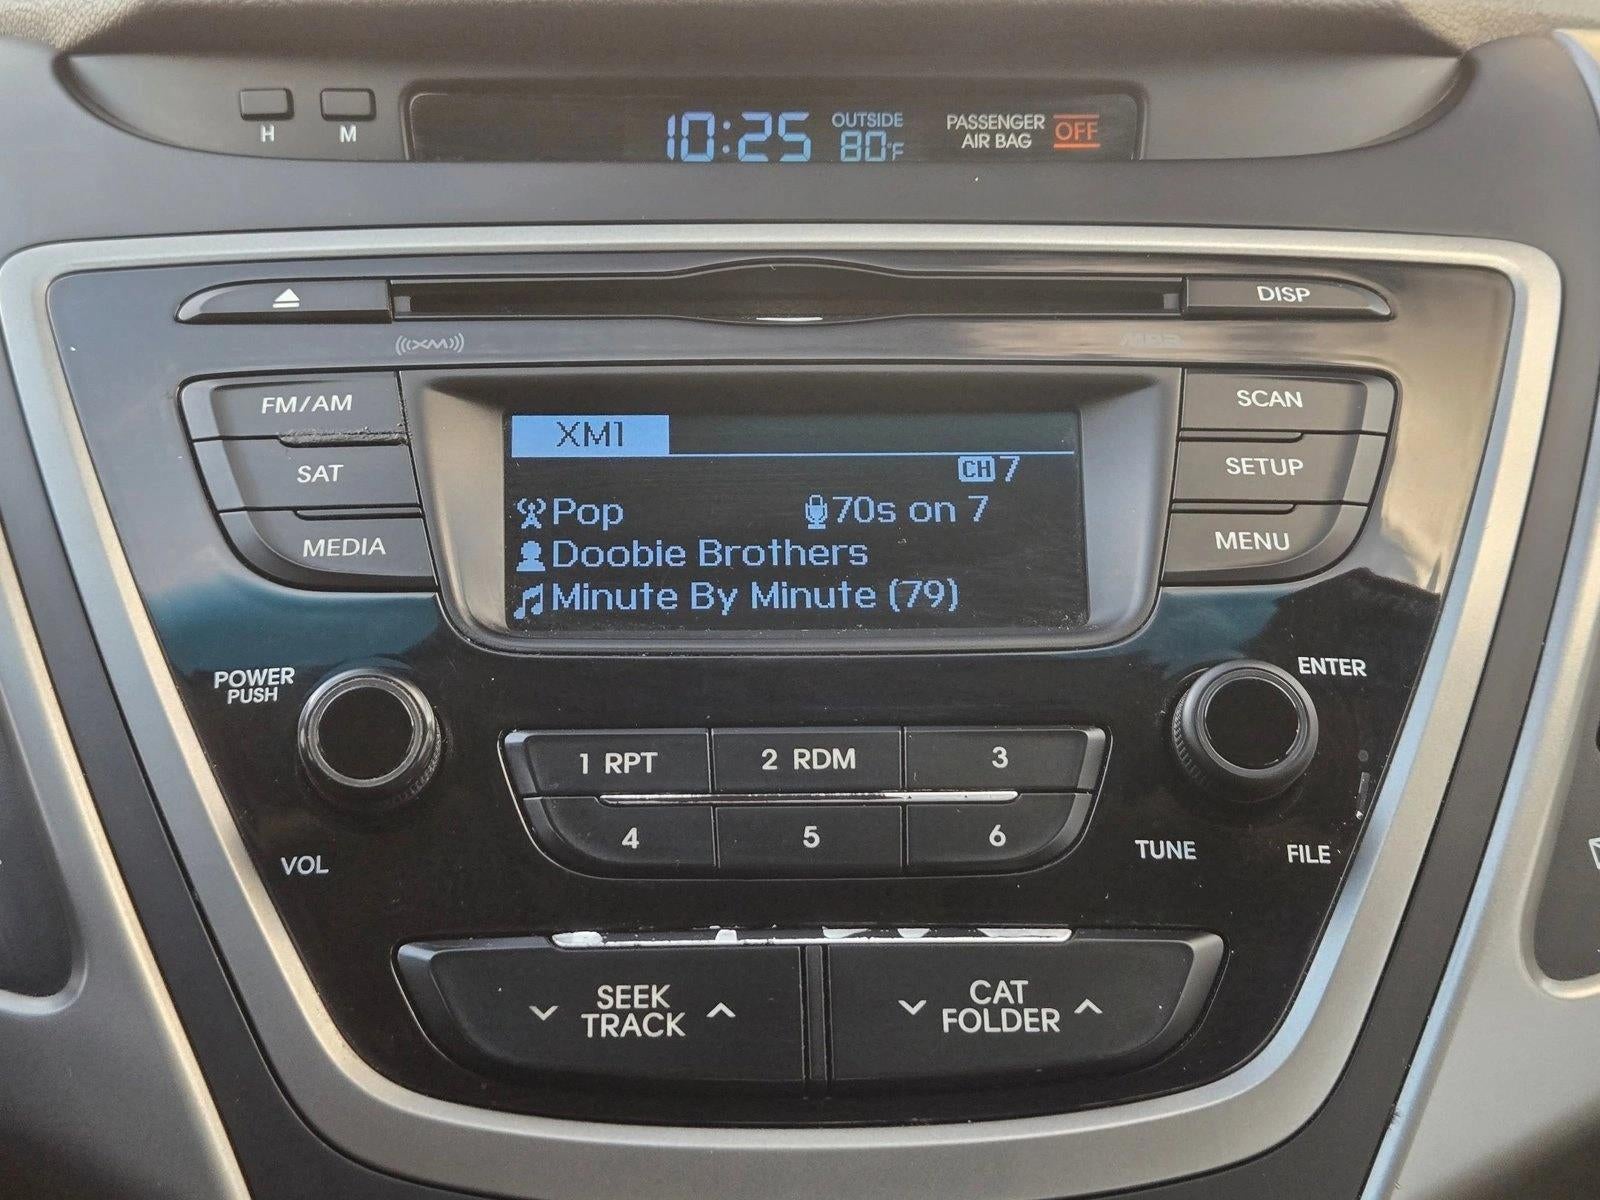 H M
10:25 OUTSIDE 80°F
PASSENGER AIR BAG OFF
DISP
((XM)) MP3
FM/AM
SAT
MEDIA
SCAN
SETUP
MENU
XM1
CH 7
Pop 70s on 7
Doobie Brothers
Minute By Minute (79)
POWER
PUSH
VOL
ENTER
TUNE FILE
1 RPT 2 RDM 3
4 5 6
SEEK
TRACK
CAT
FOLDER